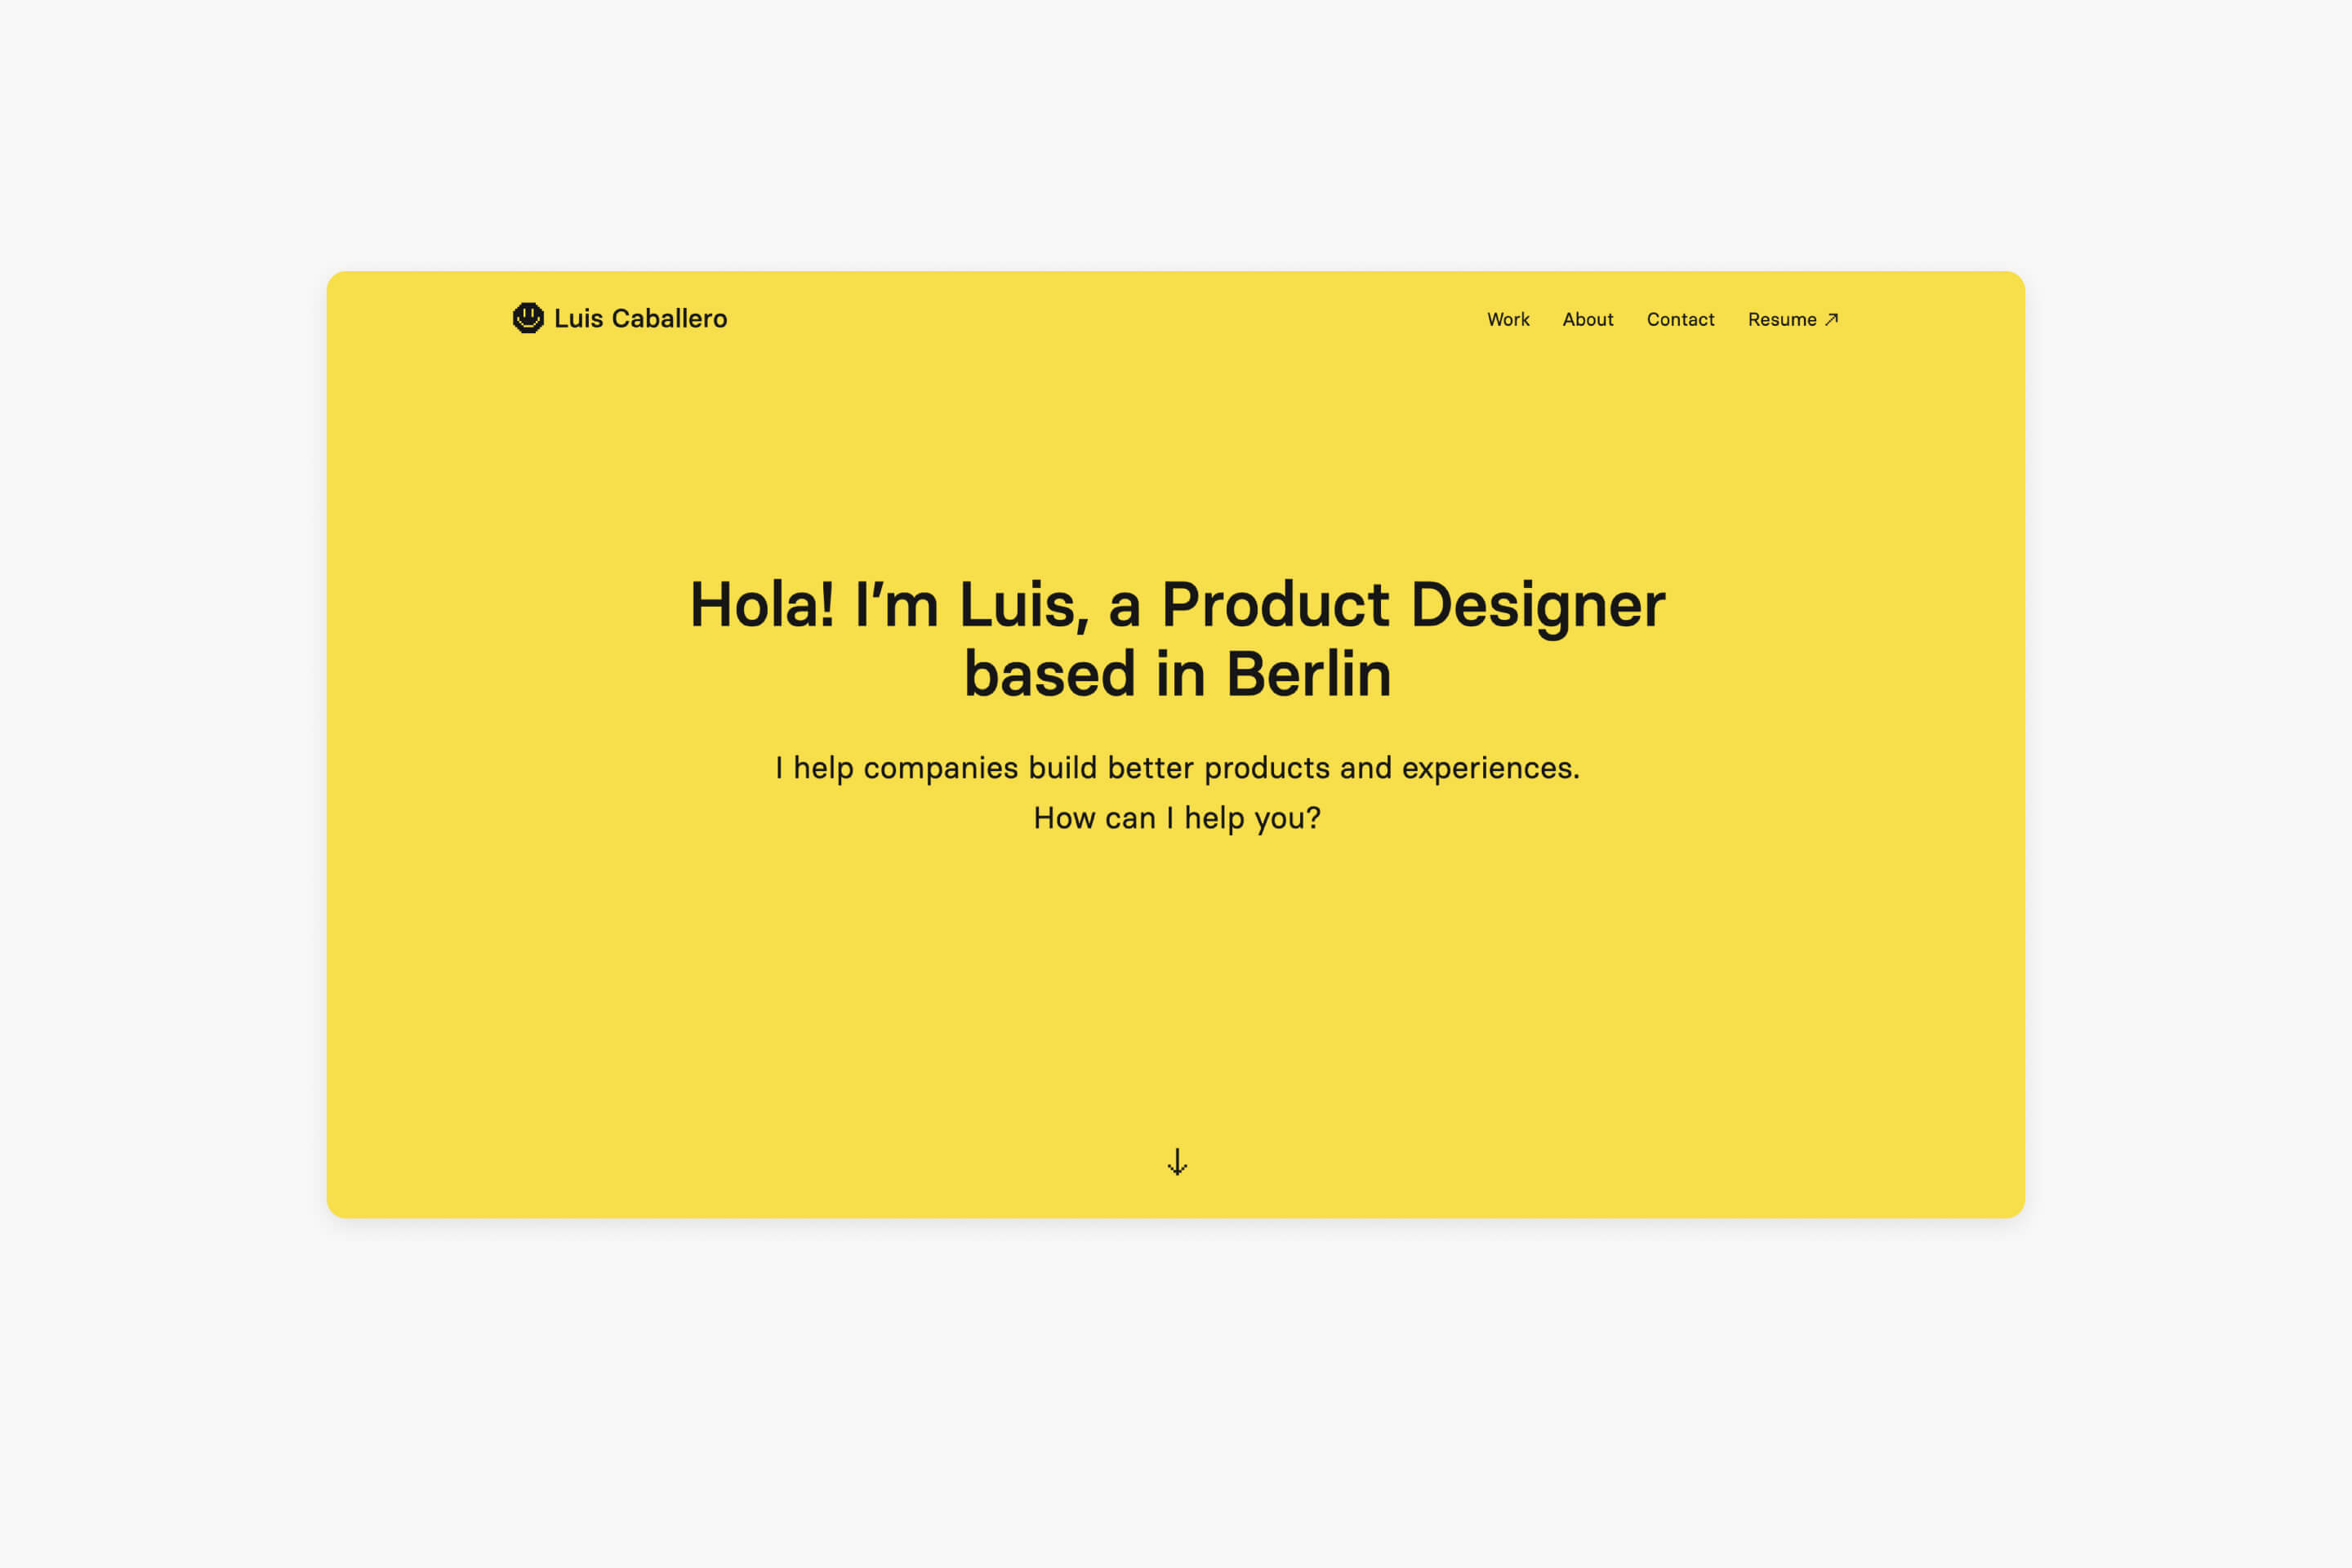 Luis Caballero
Work About Contact Resume ↗
Hola! I’m Luis, a Product Designer
based in Berlin
I help companies build better products and experiences.
How can I help you?